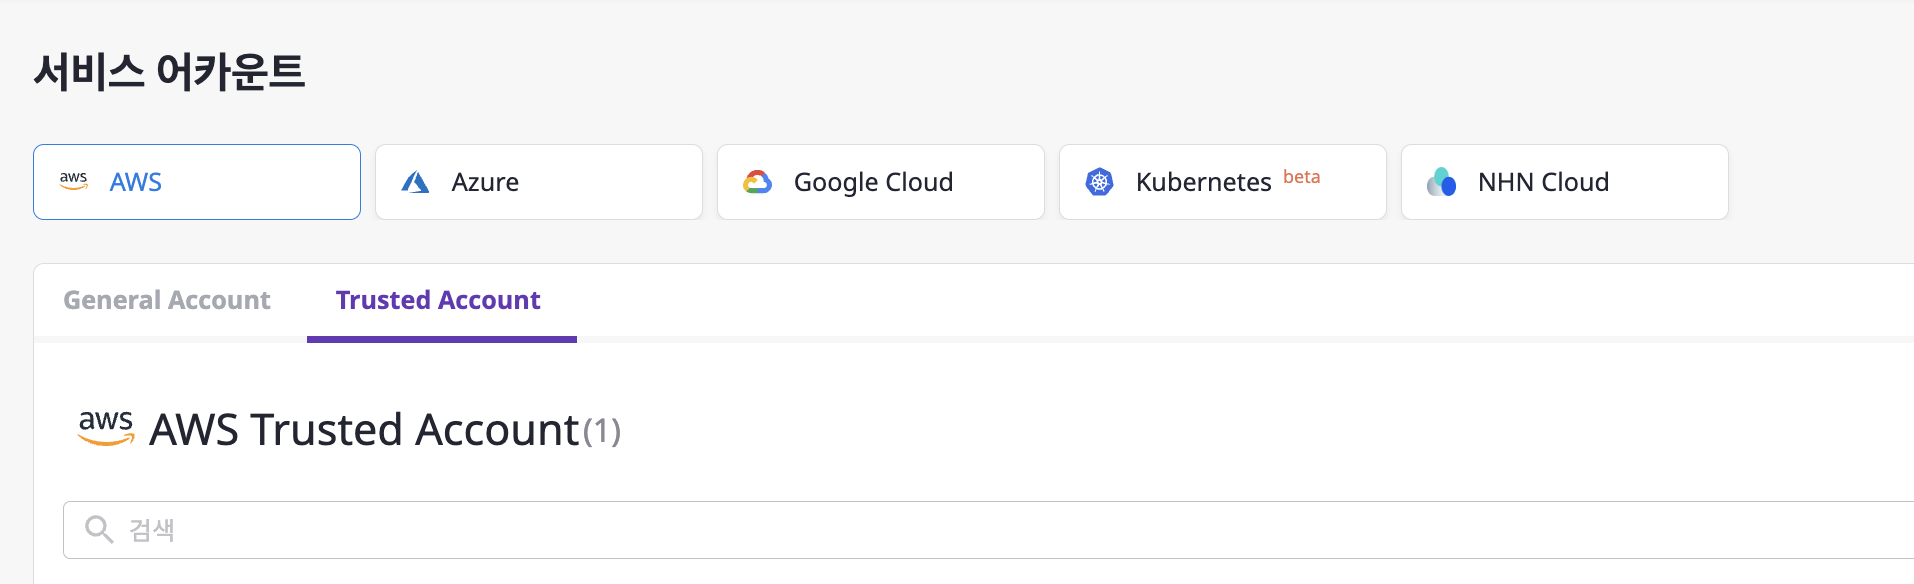 서비스 어카운트
aws AWS
Azure
Google Cloud
Kubernetes beta
NHN Cloud
General Account
Trusted Account
aws AWS Trusted Account(1)
검색